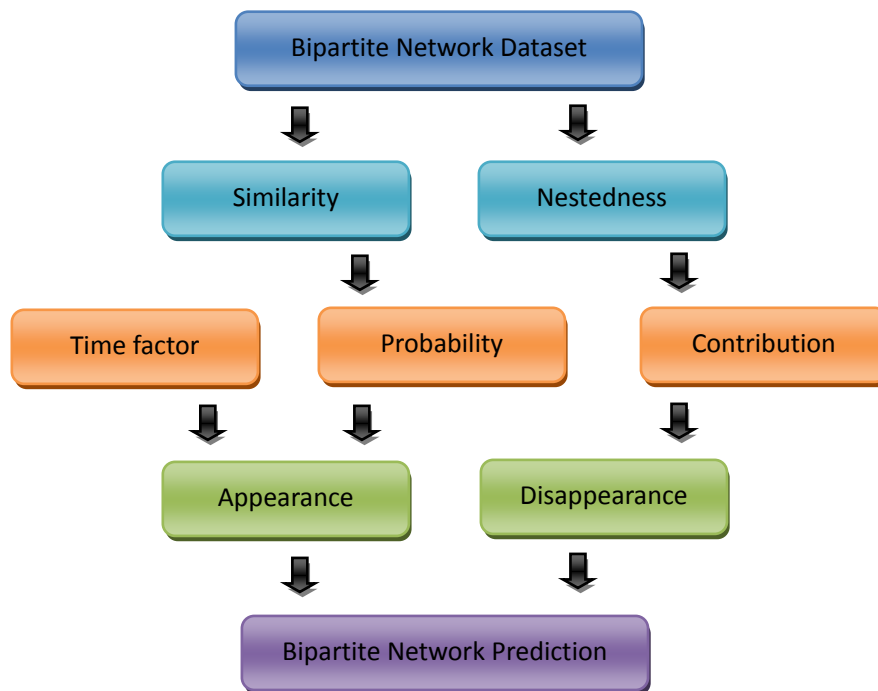 Bipartite Network Dataset
Similarity
Nestedness
Time factor
Probability
Contribution
Appearance
Disappearance
Bipartite Network Prediction